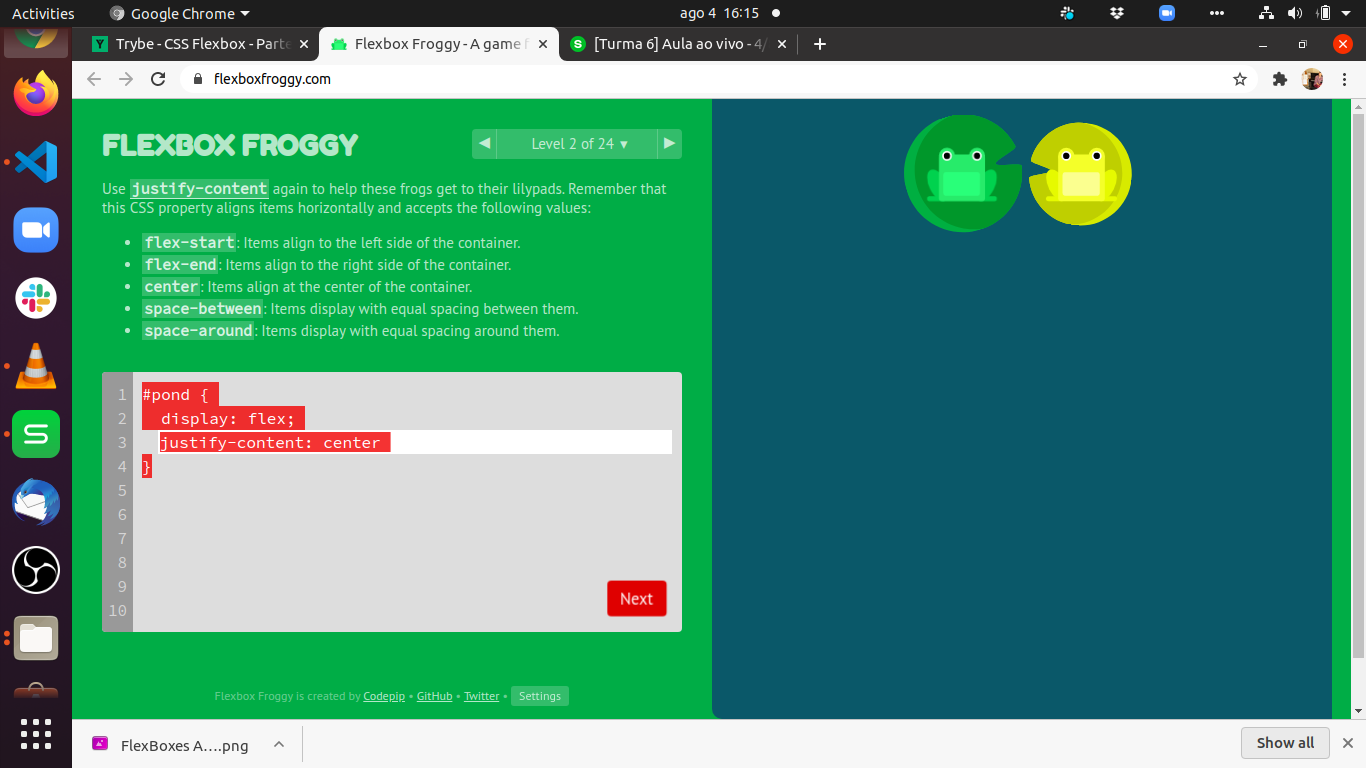 Activities
Google Chrome
ago 4 16:15
Trybe - CSS Flexbox - Parte
Flexbox Froggy - A game f
[Turma 6] Aula ao vivo - 4/
flexboxfroggy.com
FLEXBOX FROGGY
Level 2 of 24
Use justify-content again to help these frogs get to their lilypads. Remember that
this CSS property aligns items horizontally and accepts the following values:
flex-start: Items align to the left side of the container.
flex-end: Items align to the right side of the container.
center: Items align at the center of the container.
space-between: Items display with equal spacing between them.
space-around: Items display with equal spacing around them.
1 #pond {
2 display: flex;
3 justify-content: center
4 }
5
6
7
8
9
10
Next
Flexbox Froggy is created by Codepip • GitHub • Twitter • Settings
FlexBoxes A....png
Show all